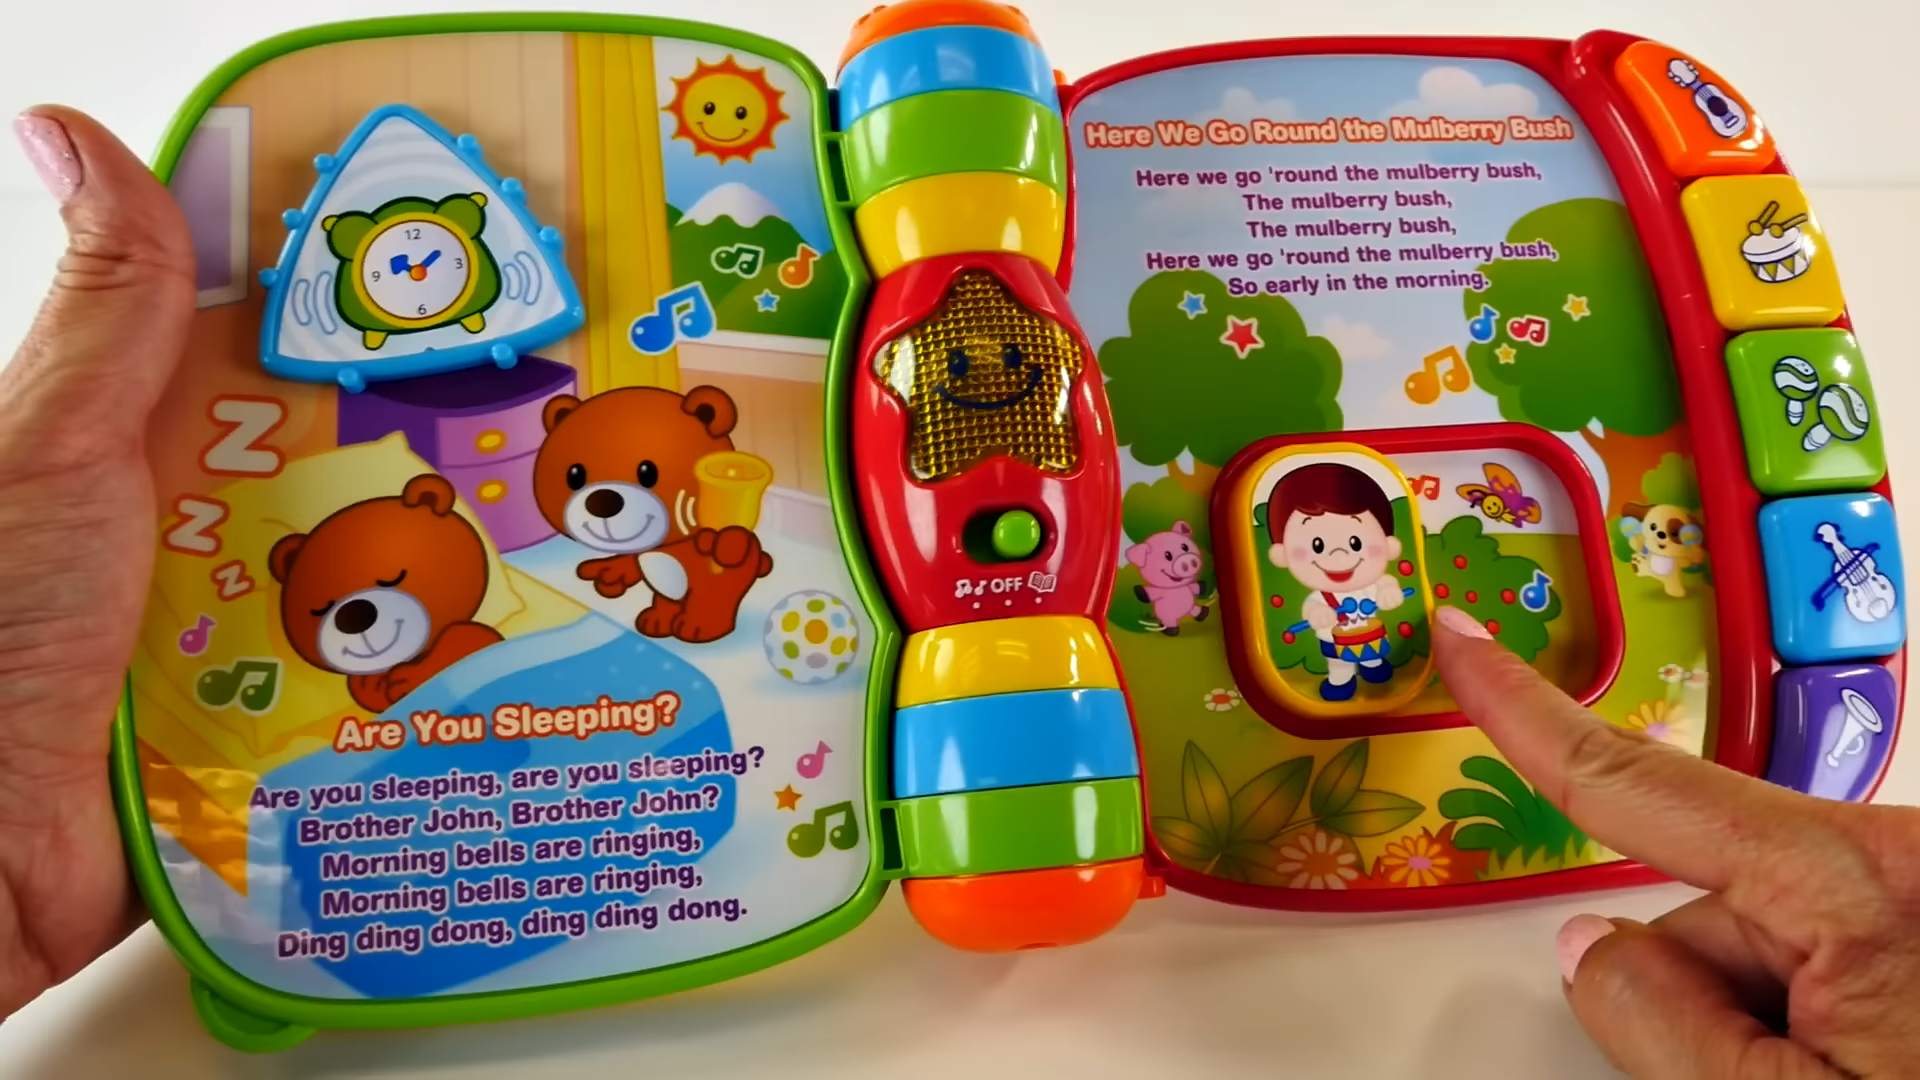 12
9 3
6
Z
Z
Z
Are You Sleeping?
Are you sleeping, are you sleeping?
Brother John, Brother John?
Morning bells are ringing,
Morning bells are ringing,
Ding ding dong, ding ding dong.
OFF
Here We Go Round the Mulberry Bush
Here we go 'round the mulberry bush,
The mulberry bush,
The mulberry bush,
Here we go 'round the mulberry bush,
So early in the morning.